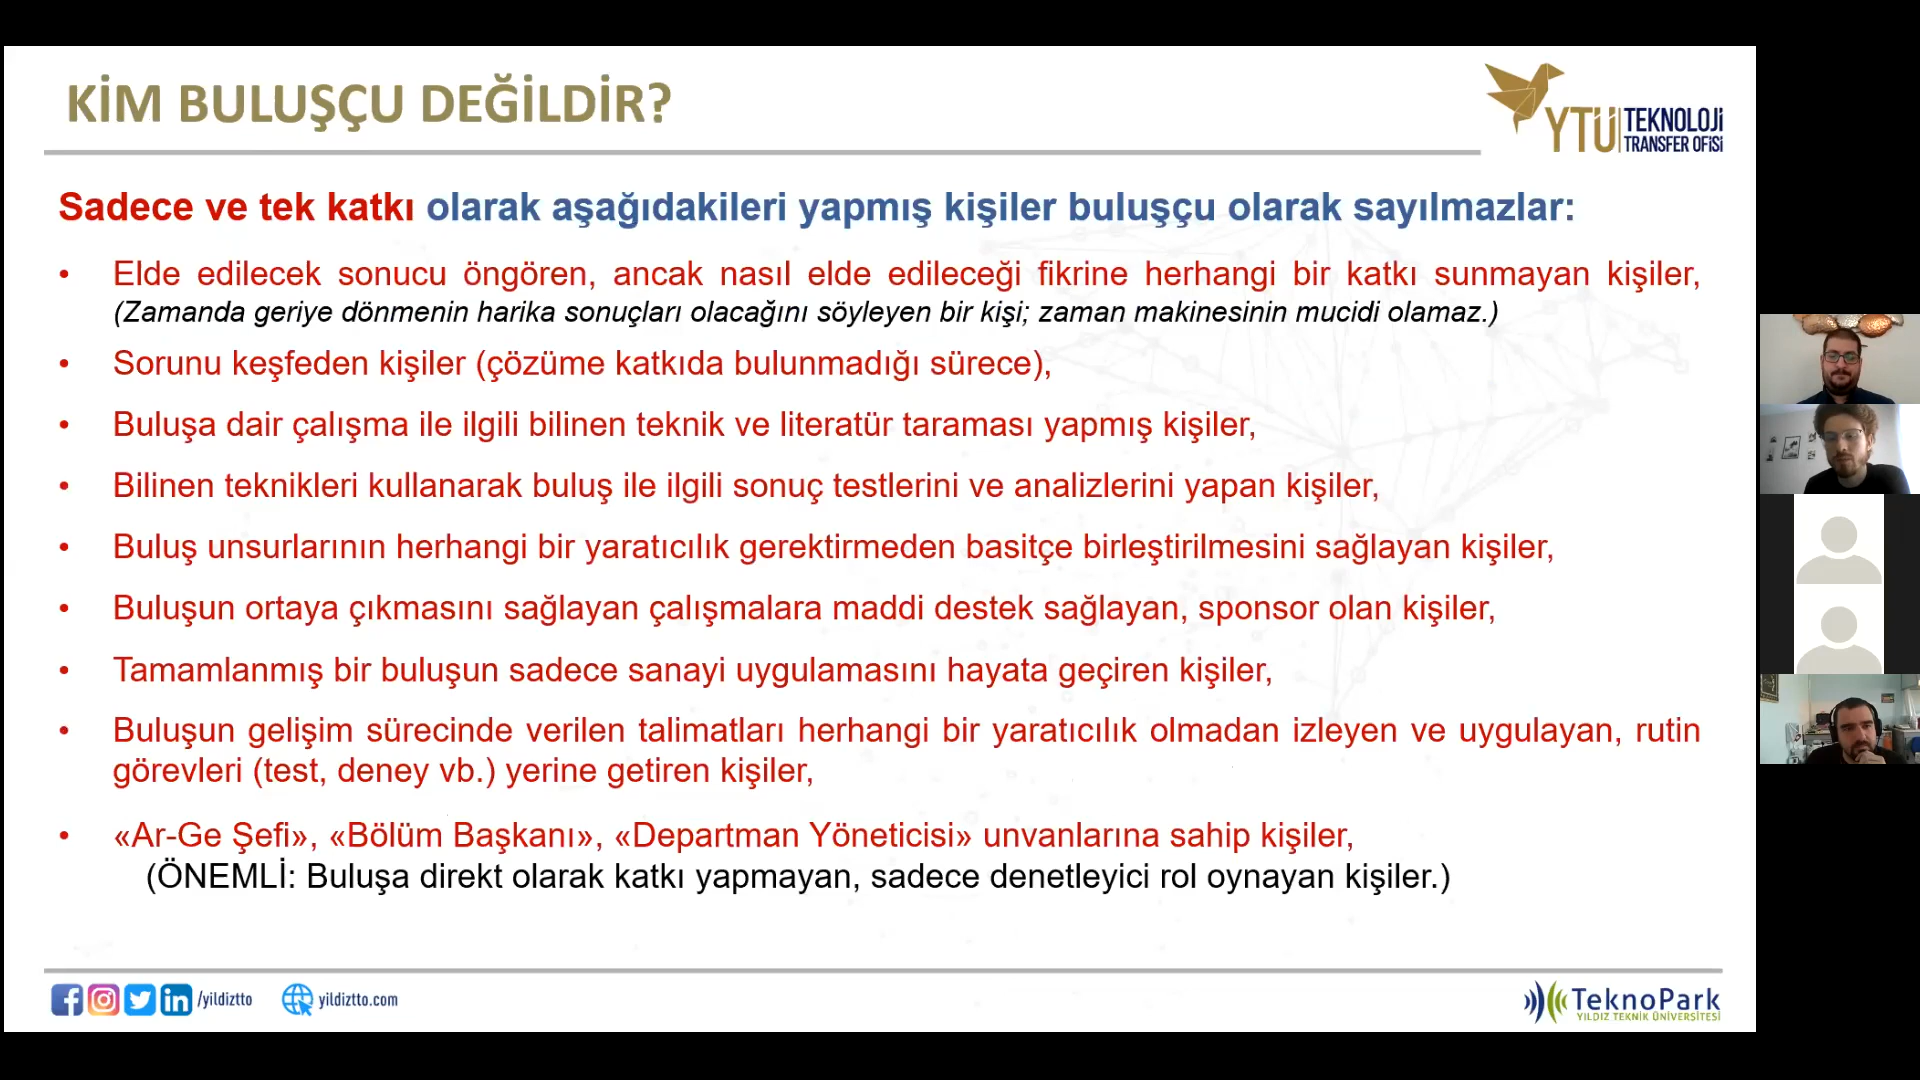 KİM BULUŞÇU DEĞİLDİR?
YTÜ TEKNOLOJİ
TRANSFER OFİSİ
Sadece ve tek katkı olarak aşağıdakileri yapmış kişiler buluşçu olarak sayılmazlar:
• Elde edilecek sonucu öngören, ancak nasıl elde edileceği fikrine herhangi bir katkı sunmayan kişiler,
(Zamanda geriye dönmenin harika sonuçları olacağını söyleyen bir kişi; zaman makinesinin mucidi olamaz.)
• Sorunu keşfeden kişiler (çözüme katkıda bulunmadığı sürece),
• Buluşa dair çalışma ile ilgili bilinen teknik ve literatür taraması yapmış kişiler,
• Bilinen teknikleri kullanarak buluş ile ilgili sonuç testlerini ve analizlerini yapan kişiler,
• Buluş unsurlarının herhangi bir yaratıcılık gerektirmeden basitçe birleştirilmesini sağlayan kişiler,
• Buluşun ortaya çıkmasını sağlayan çalışmalara maddi destek sağlayan, sponsor olan kişiler,
• Tamamlanmış bir buluşun sadece sanayi uygulamasını hayata geçiren kişiler,
• Buluşun gelişim sürecinde verilen talimatları herhangi bir yaratıcılık olmadan izleyen ve uygulayan, rutin
görevleri (test, deney vb.) yerine getiren kişiler,
• «Ar-Ge Şefi», «Bölüm Başkanı», «Departman Yöneticisi» unvanlarına sahip kişiler,
(ÖNEMLİ: Buluşa direkt olarak katkı yapmayan, sadece denetleyici rol oynayan kişiler.)
/yildiztto yildiztto.com
TeknoPark
YILDIZ TEKNİK ÜNİVERSİTESİ